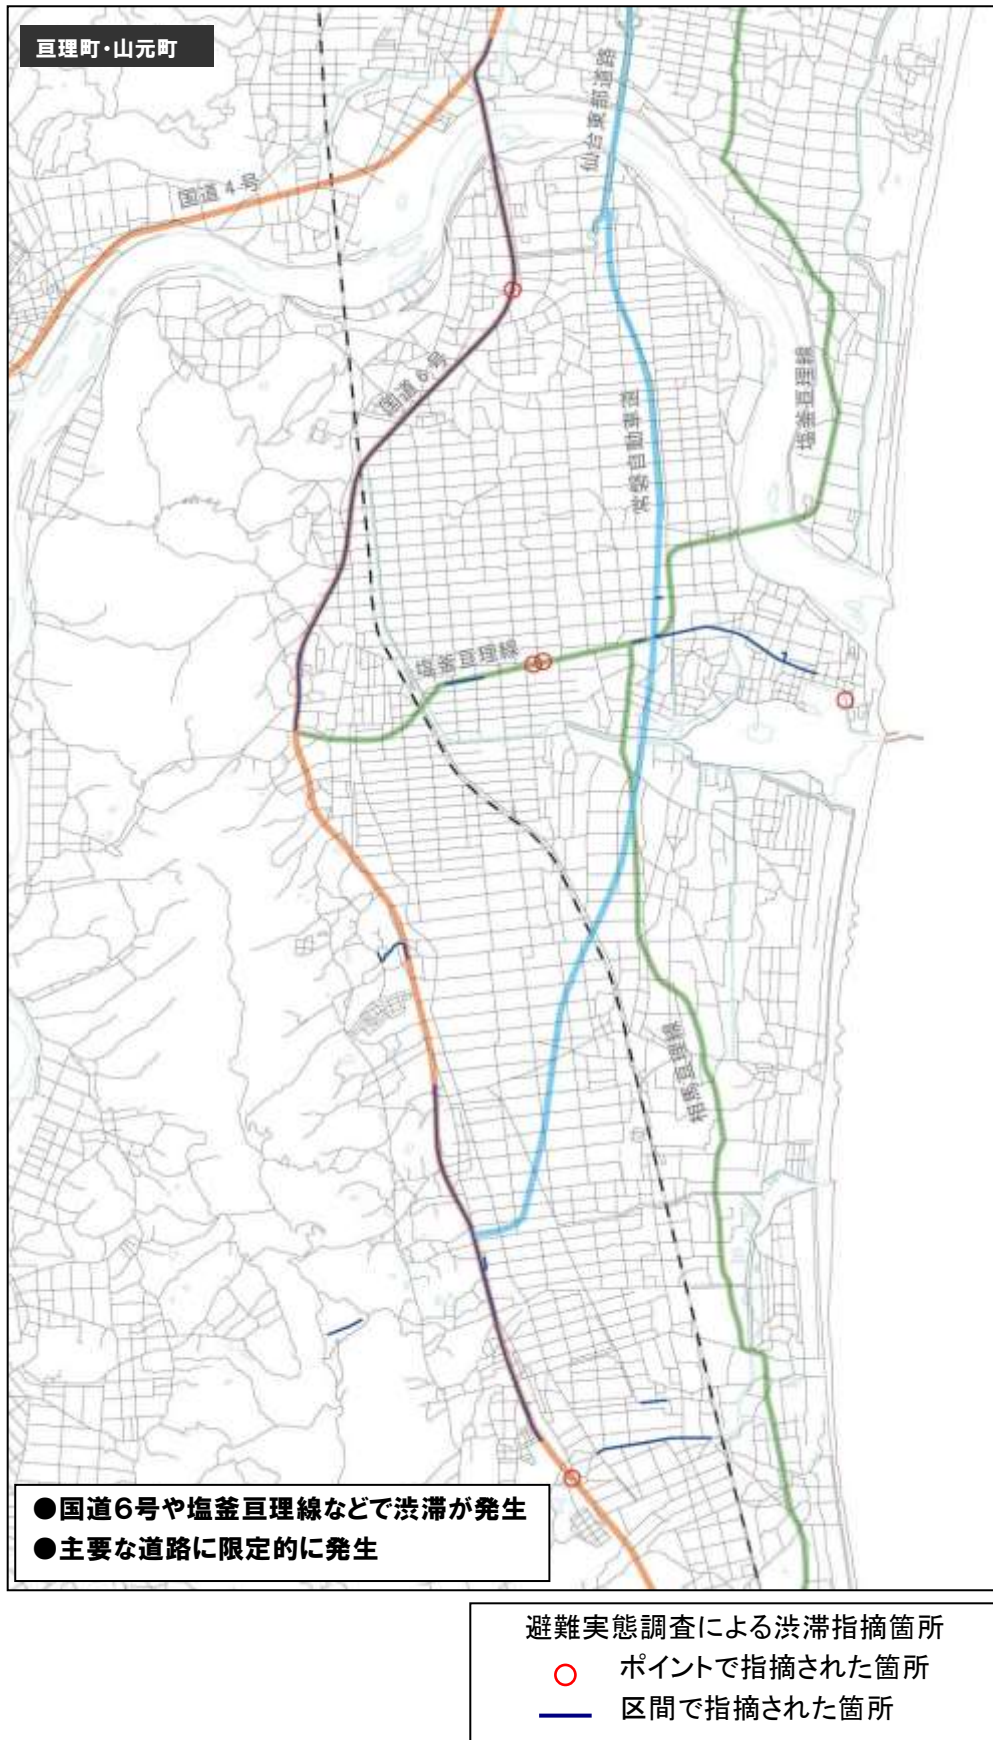 亘理町・山元町
国道4号
仙台東部道路
国道6号
常磐自動車道
塩釜亘理線
塩釜亘理線
相馬亘理線
●国道6号や塩釜亘理線などで渋滞が発生
●主要な道路に限定的に発生
避難実態調査による渋滞指摘箇所
ポイントで指摘された箇所
区間で指摘された箇所